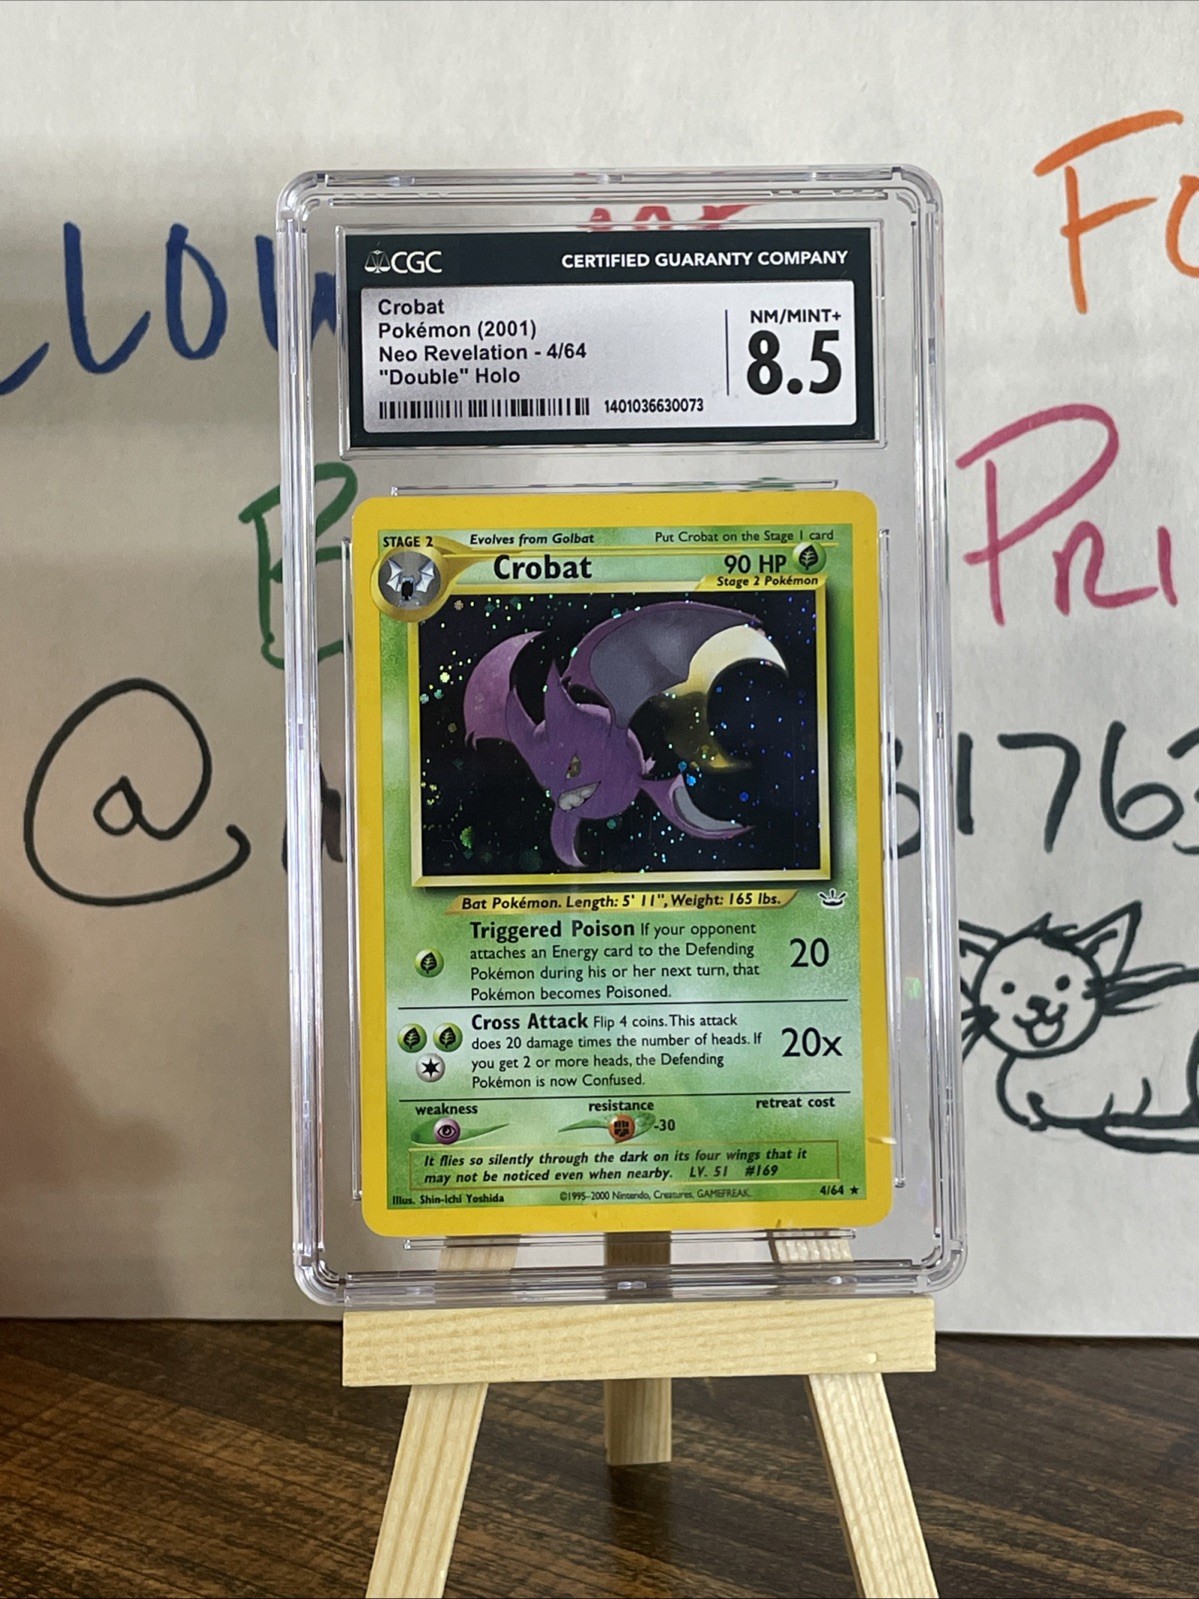 CGC CERTIFIED GUARANTY COMPANY
Crobat
Pokémon (2001)
Neo Revelation - 4/64
"Double" Holo
1401036630073
NM/MINT+
8.5
STAGE 2 Evolves from Golbat Put Crobat on the Stage 1 card
Crobat 90 HP
Stage 2 Pokémon
Bat Pokémon. Length: 5' 11", Weight: 165 lbs.
Triggered Poison If your opponent
attaches an Energy card to the Defending
Pokémon during his or her next turn, that
Pokémon becomes Poisoned.
20
Cross Attack Flip 4 coins. This attack
does 20 damage times the number of heads. If
you get 2 or more heads, the Defending
Pokémon is now Confused.
20x
weakness resistance retreat cost
-30
It flies so silently through the dark on its four wings that it
may not be noticed even when nearby. LV. 51 #169
Illus. Shin-ichi Yoshida ©1995-2000 Nintendo, Creatures, GAMEFREAK. 4/64 ★